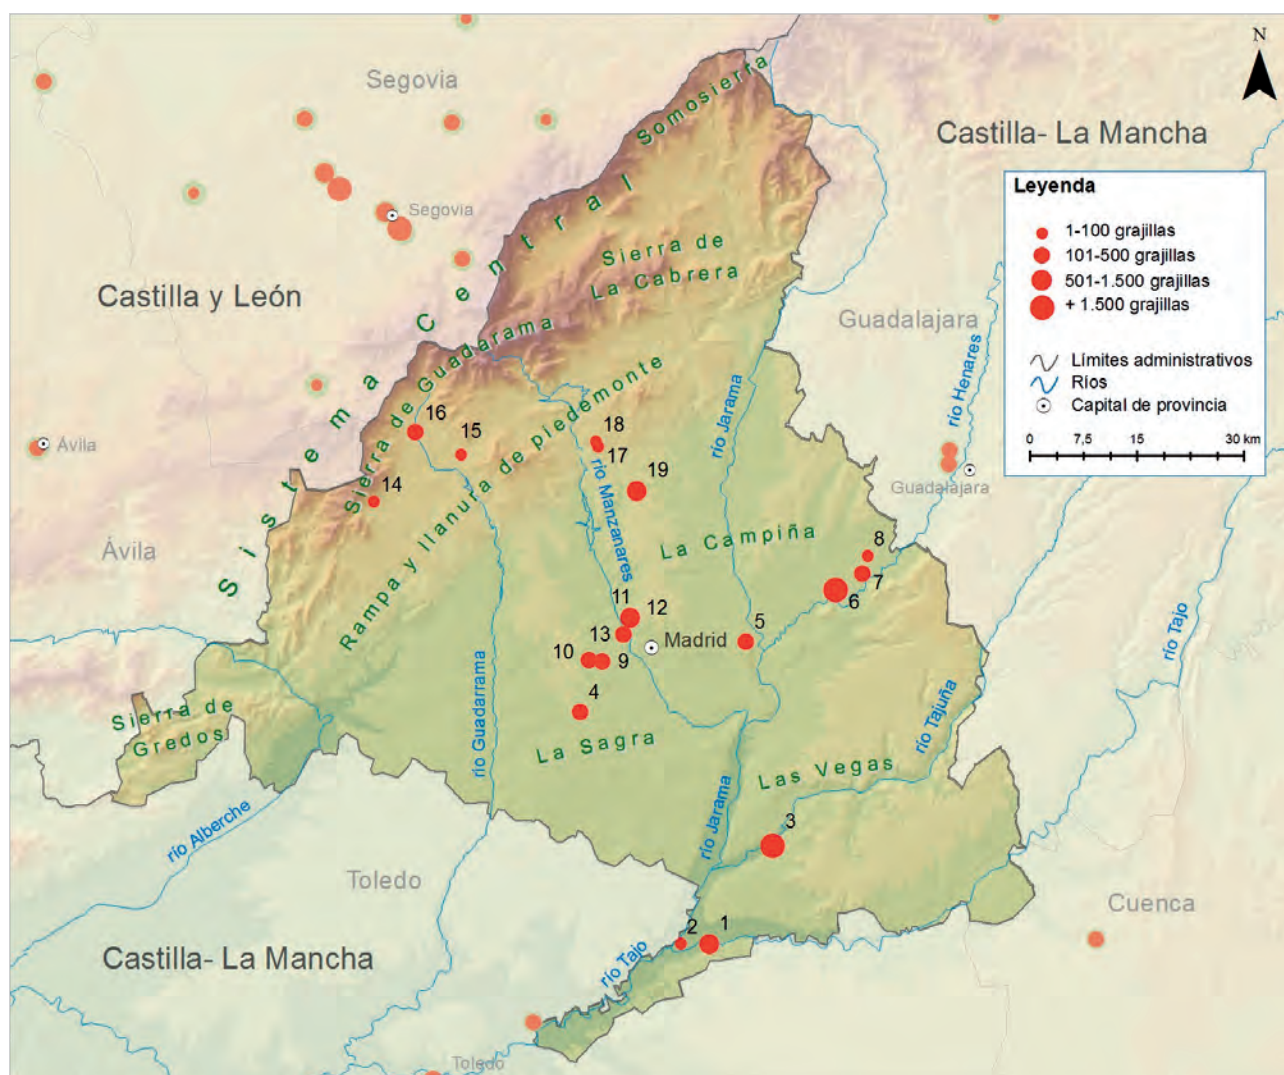 N
Segovia
Castilla- La Mancha
Somosierra
Leyenda
1-100 grajillas
101-500 grajillas
501-1.500 grajillas
+ 1.500 grajillas
Límites administrativos
Ríos
Capital de provincia
0 7.5 15 30 km
Segovia
Sistema Central
Sierra de
La Cabrera
Castilla y León
Guadalajara
Sierra de Guadarama
río Henares
río Jarama
Rampa y llanura de piedemonte
16
15
18
17
Ávila
río Manzanares
19
Guadalajara
14
La Campiña
8
7
6
Ávila
11
12
13
Madrid
5
río Tajo
10
9
4
Sierra de
Gredos
río Guadarrama
La Sagra
río Tajuña
Las Vegas
río Alberche
río Jarama
3
Toledo
Cuenca
2
1
Castilla- La Mancha
río Tajo
Toledo